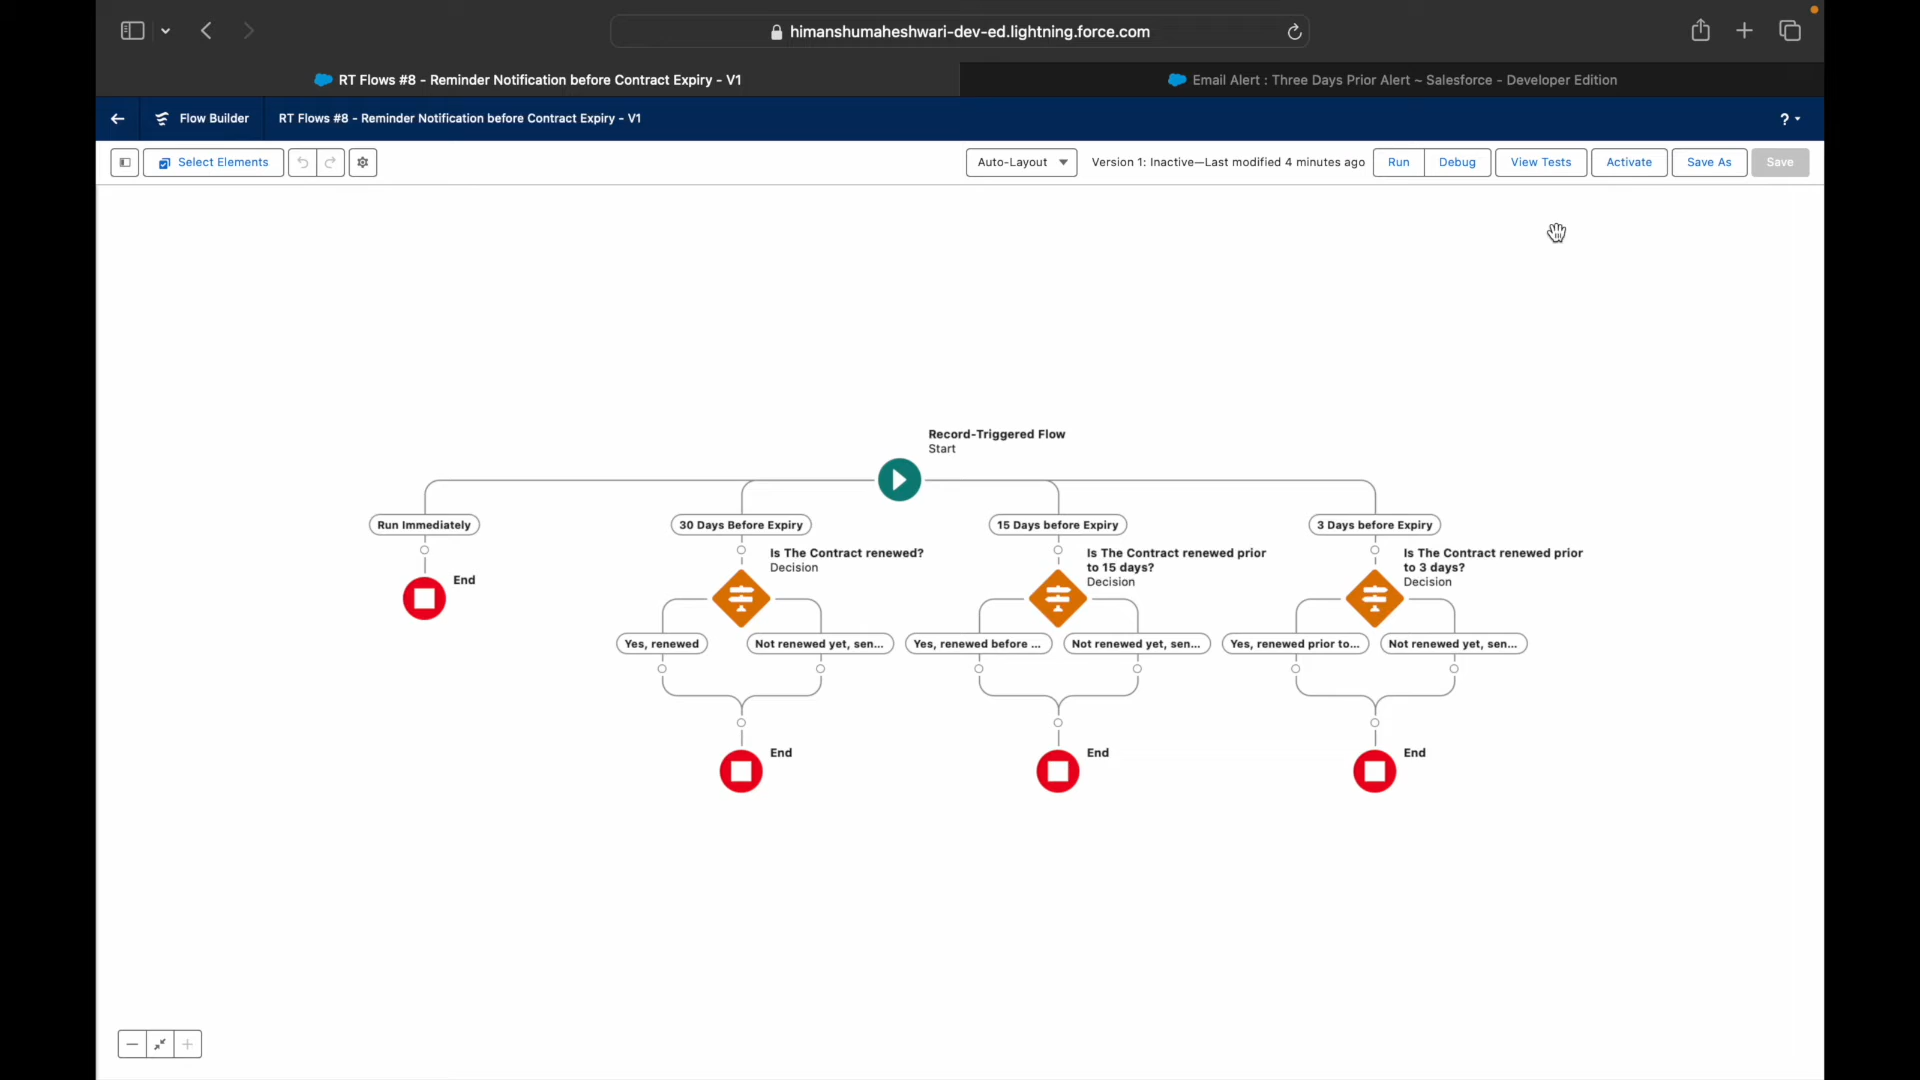 himanshumaheshwari-dev-ed.lightning.force.com
RT Flows #8 - Reminder Notification before Contract Expiry - V1
Email Alert : Three Days Prior Alert ~ Salesforce - Developer Edition
Flow Builder
RT Flows #8 - Reminder Notification before Contract Expiry - V1
?
Select Elements
Auto-Layout
Version 1: Inactive—Last modified 4 minutes ago
Run
Debug
View Tests
Activate
Save As
Save
Record-Triggered Flow
Start
Run Immediately
30 Days Before Expiry
15 Days before Expiry
3 Days before Expiry
End
Is The Contract renewed?
Decision
Is The Contract renewed prior
to 15 days?
Decision
Is The Contract renewed prior
to 3 days?
Decision
Yes, renewed
Not renewed yet, sen...
Yes, renewed before ...
Not renewed yet, sen...
Yes, renewed prior to...
Not renewed yet, sen...
End
End
End